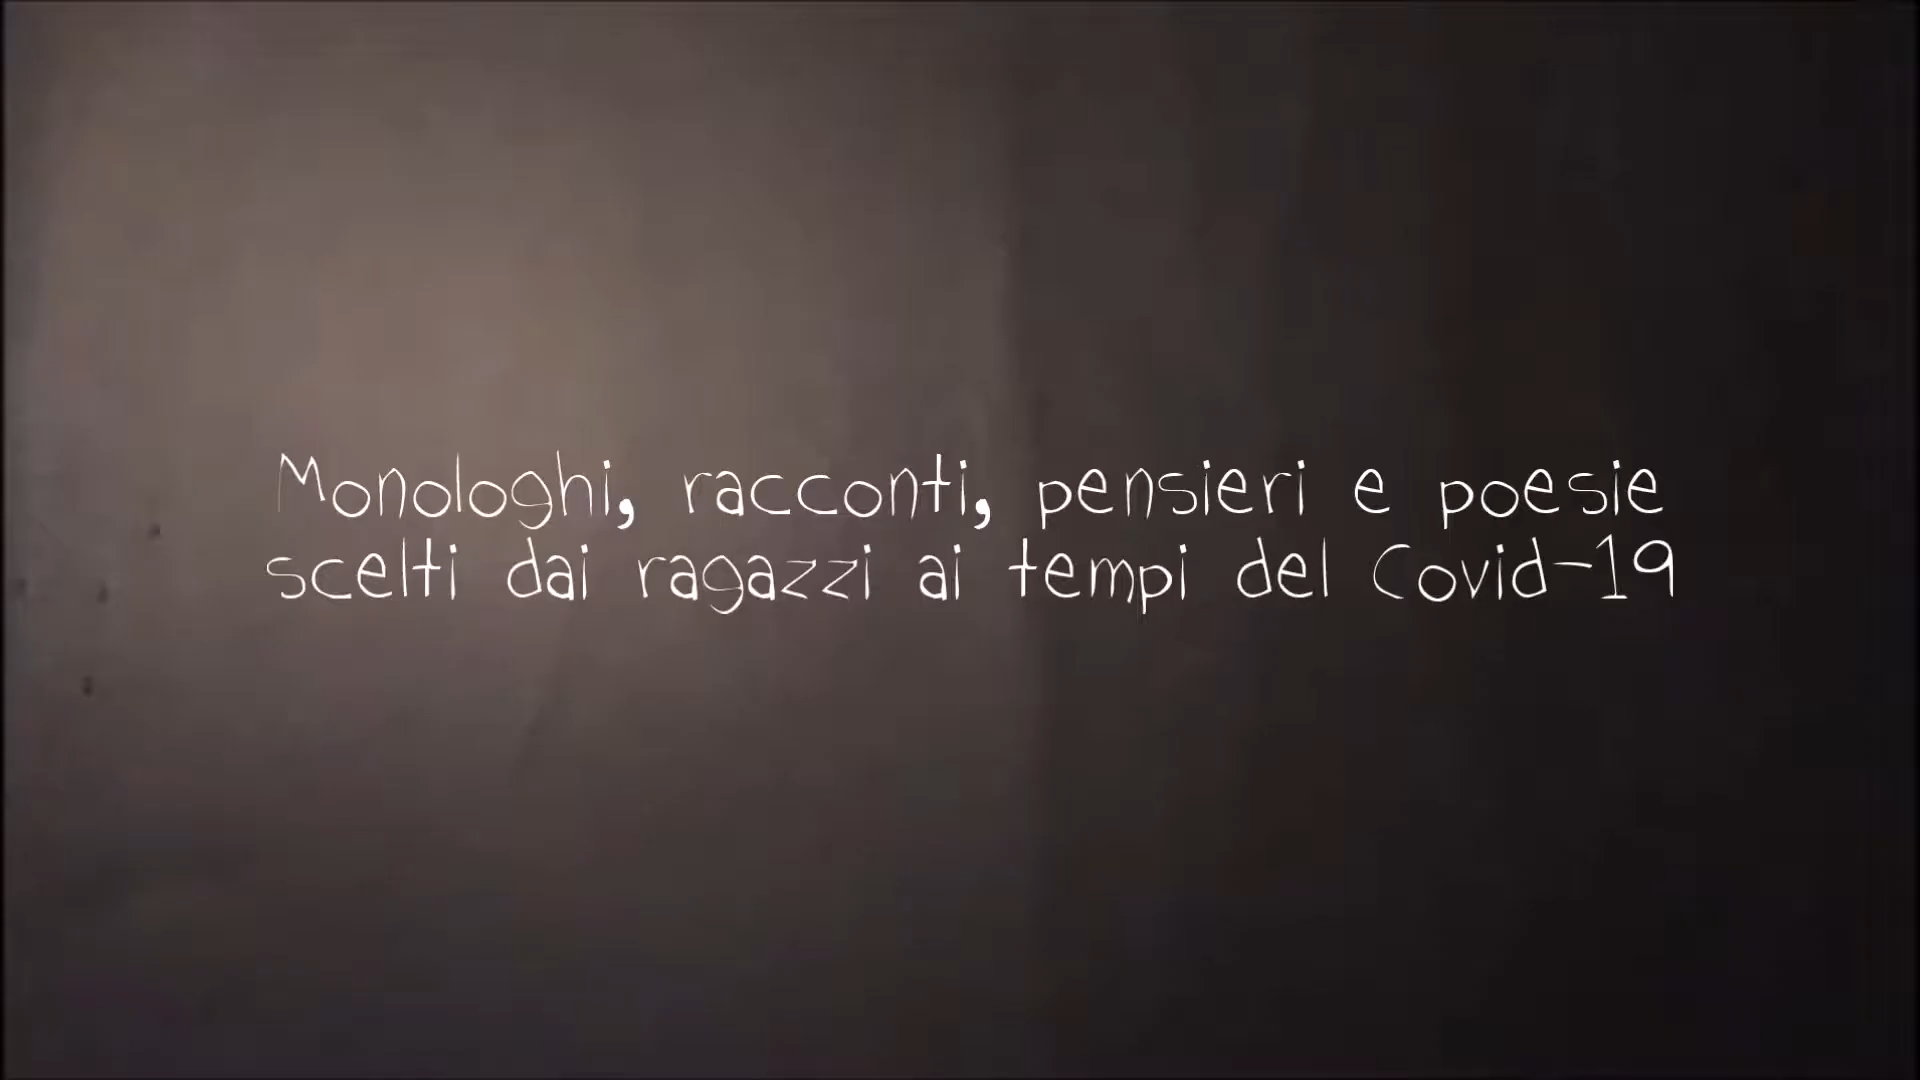 Monologhi, racconti, pensieri e poesie
scelti dai ragazzi ai tempi del Covid-19